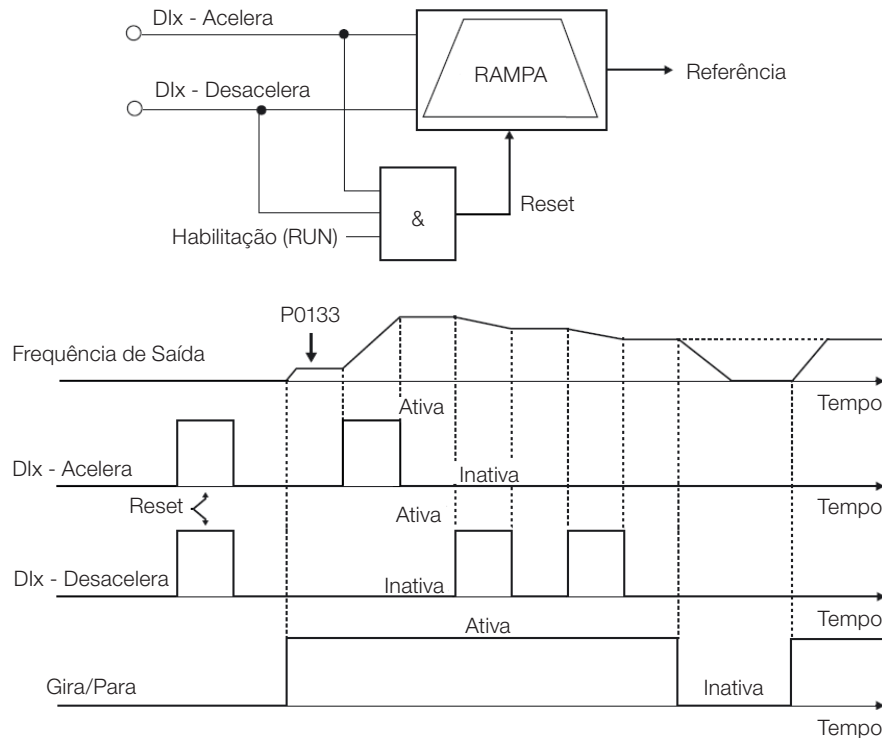 DIx - Acelera
RAMPA
Referência
DIx - Desacelera
&
Reset
Habilitação (RUN)
P0133
Frequência de Saída
Tempo
Ativa
DIx - Acelera
Inativa
Tempo
Reset
Ativa
DIx - Desacelera
Inativa
Tempo
Ativa
Gira/Para
Inativa
Tempo